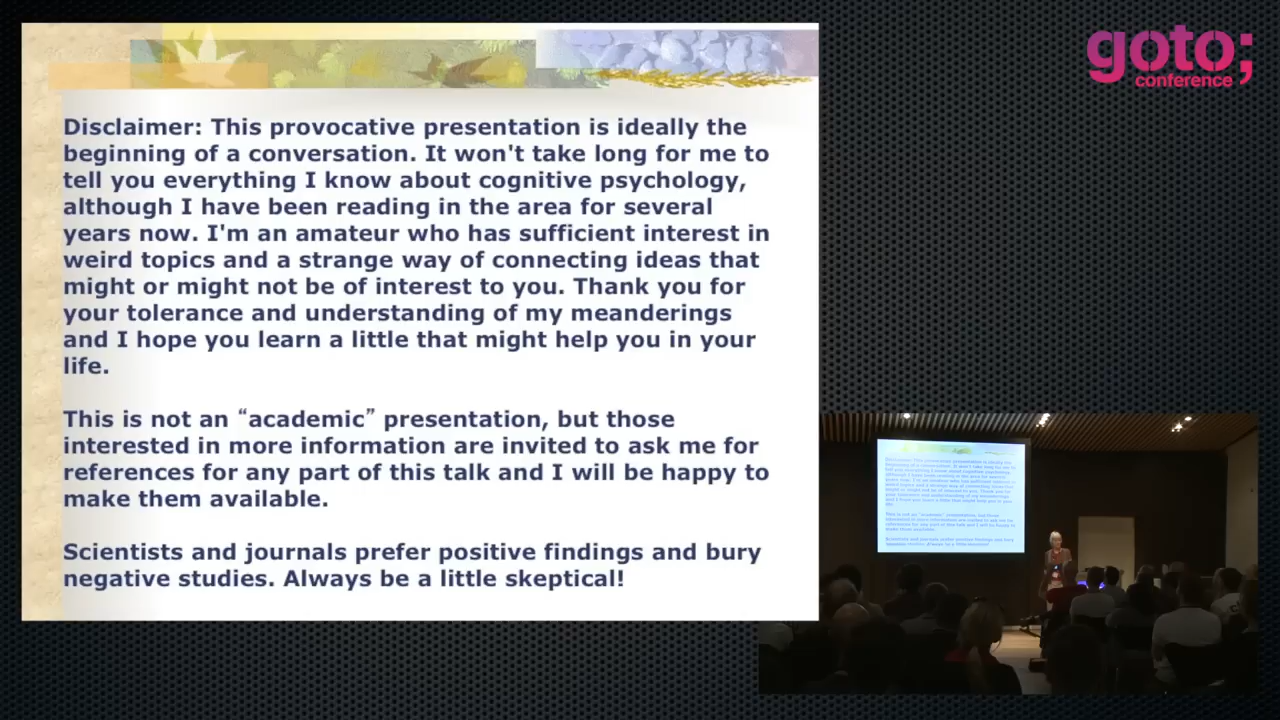 goto;
conference
Disclaimer: This provocative presentation is ideally the
beginning of a conversation. It won't take long for me to
tell you everything I know about cognitive psychology,
although I have been reading in the area for several
years now. I'm an amateur who has sufficient interest in
weird topics and a strange way of connecting ideas that
might or might not be of interest to you. Thank you for
your tolerance and understanding of my meanderings
and I hope you learn a little that might help you in your
life.
This is not an “academic” presentation, but those
interested in more information are invited to ask me for
references for any part of this talk and I will be happy to
make them available.
Scientists and journals prefer positive findings and bury
negative studies. Always be a little skeptical!